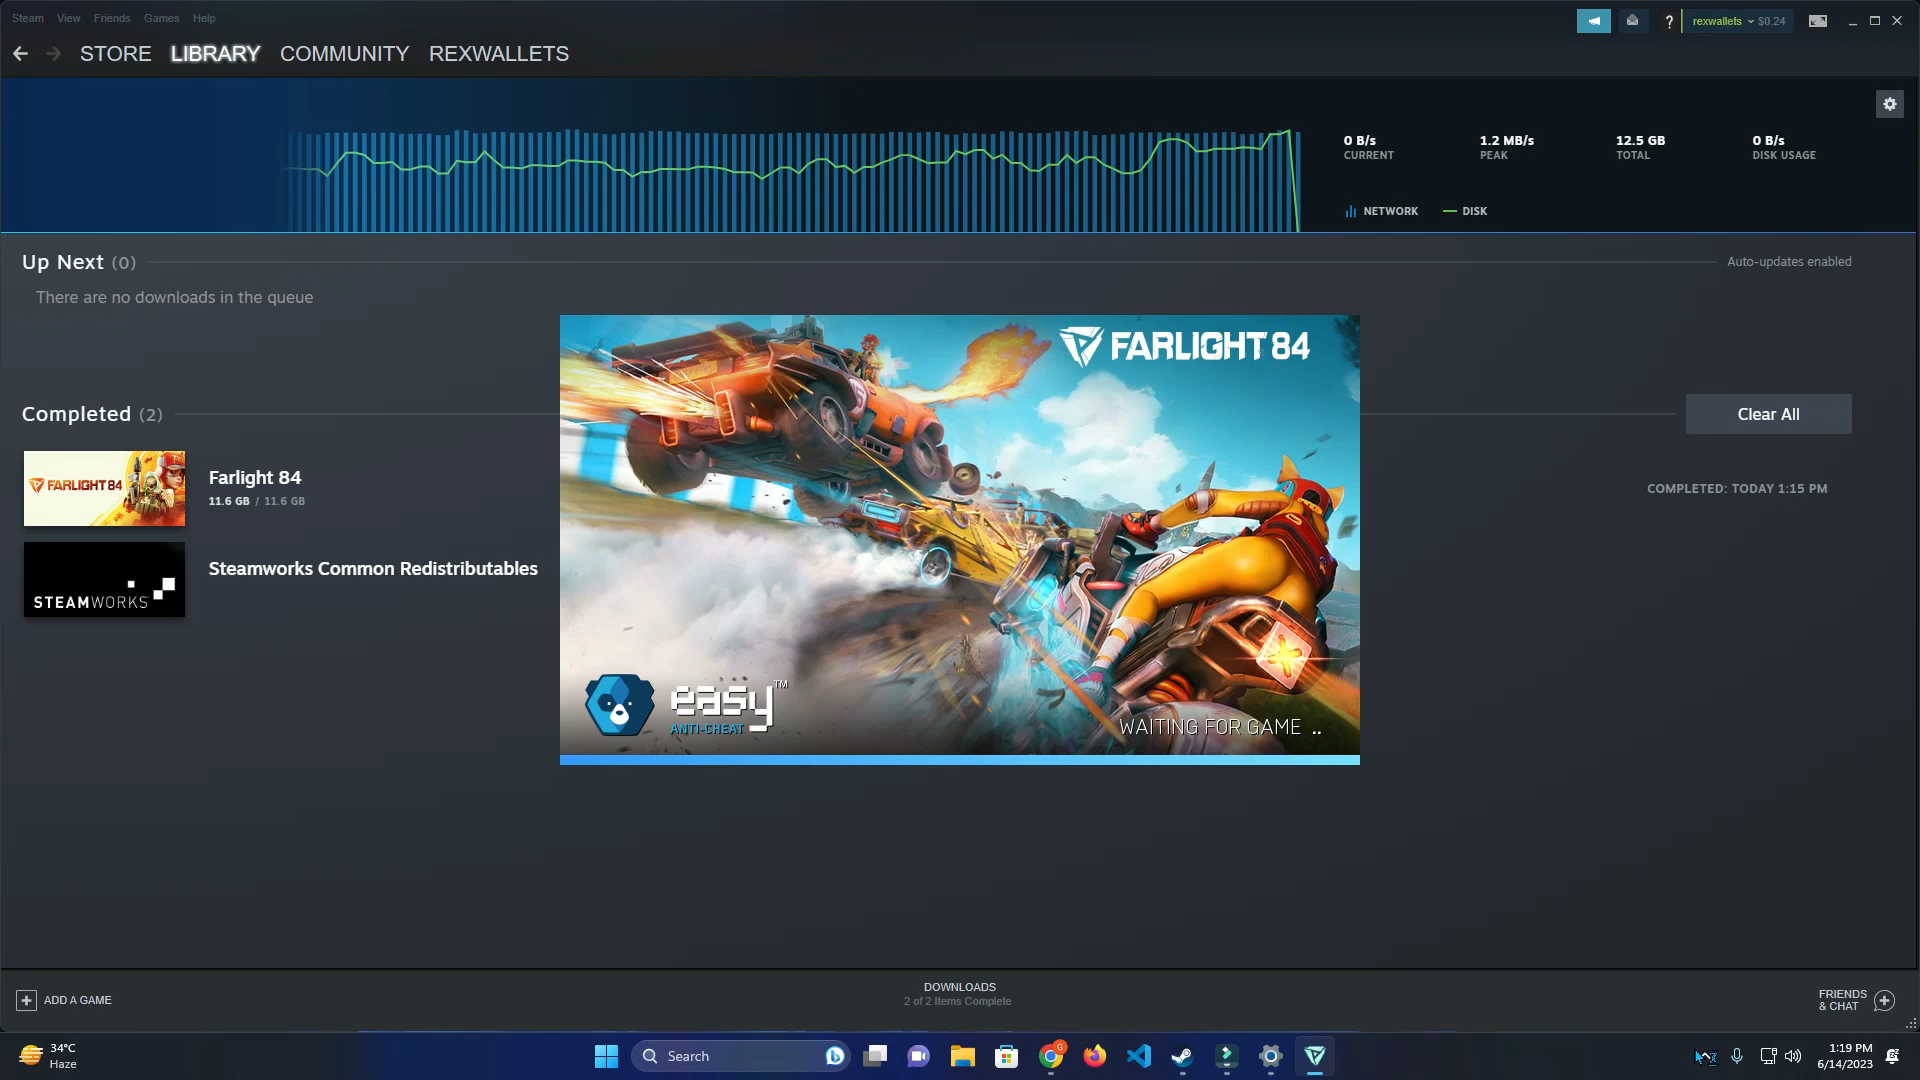 Steam View Friends Games Help
rexwallets $0.24
STORE LIBRARY COMMUNITY REXWALLETS
0 B/s 1.2 MB/s 12.5 GB 0 B/s
CURRENT PEAK TOTAL DISK USAGE
NETWORK DISK
Up Next (0)
Auto-updates enabled
There are no downloads in the queue
FARLIGHT 84
Completed (2)
Clear All
FARLIGHT 84
Farlight 84
11.6 GB / 11.6 GB
COMPLETED: TODAY 1:15 PM
STEAMWORKS
Steamworks Common Redistributables
easy™
ANTI-CHEAT
WAITING FOR GAME ..
ADD A GAME
DOWNLOADS
2 of 2 Items Complete
FRIENDS
& CHAT
34°C
Haze
Search
G
1:19 PM
6/14/2023